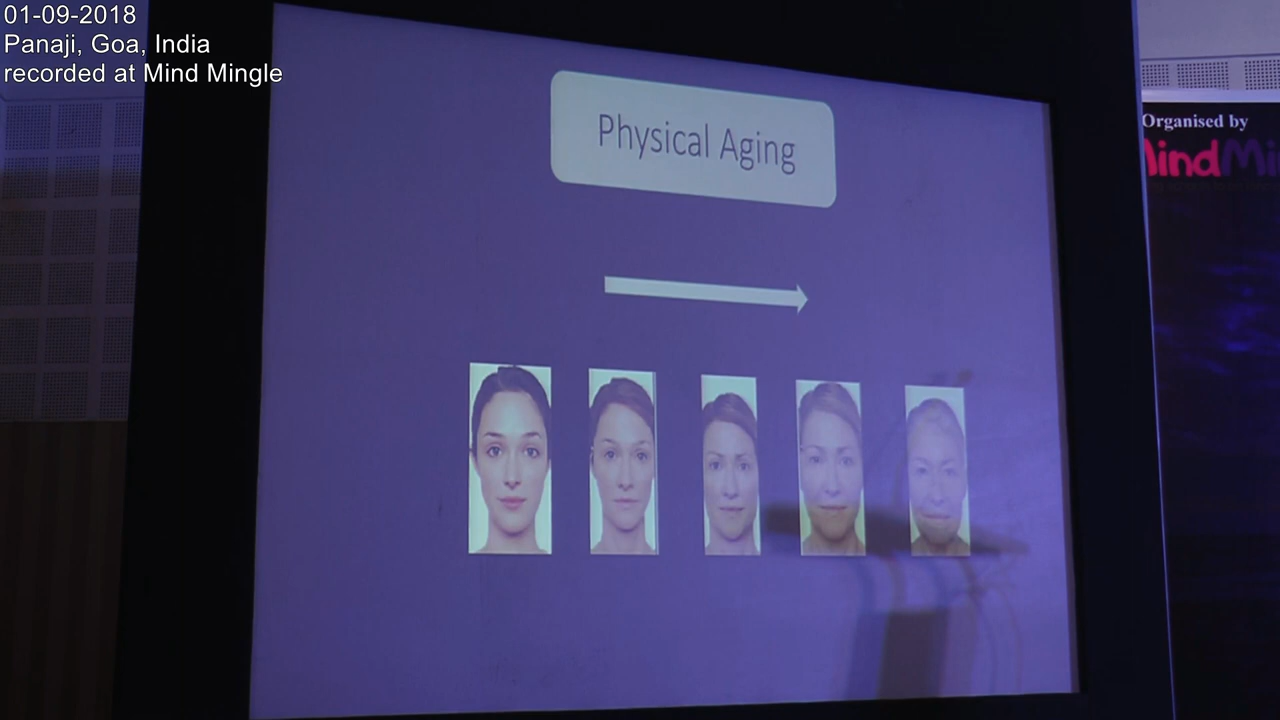 01-09-2018
Panaji, Goa, India
recorded at Mind Mingle
Physical Aging
Organised by